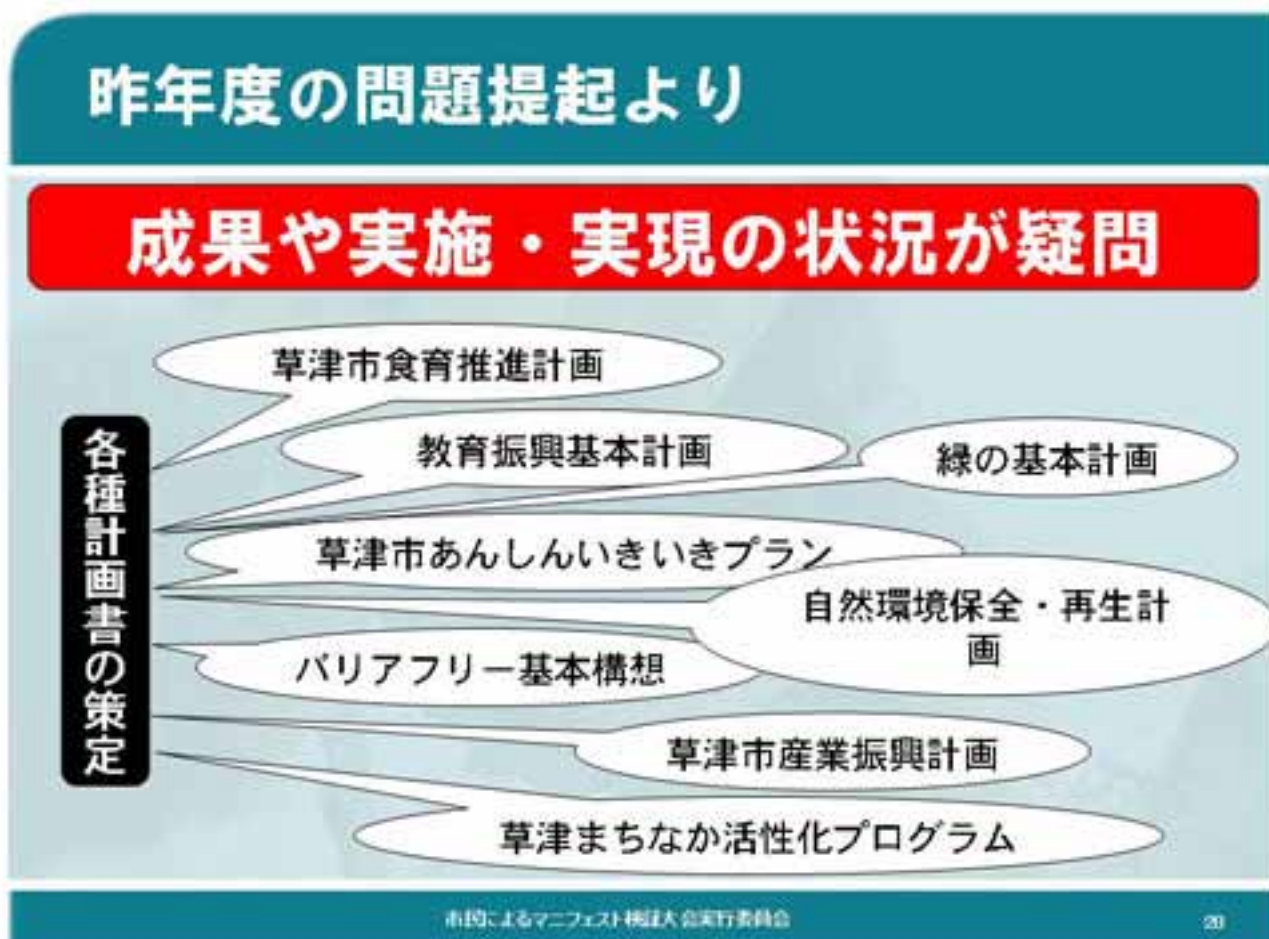 昨年度の問題提起より
成果や実施・実現の状況が疑問
各種計画書の策定
草津市食育推進計画
教育振興基本計画
緑の基本計画
草津市あんしんいきいきプラン
自然環境保全・再生計
画
バリアフリー基本構想
草津市産業振興計画
草津まちなか活性化プログラム
市民によるマニフェスト検証大会実行委員会